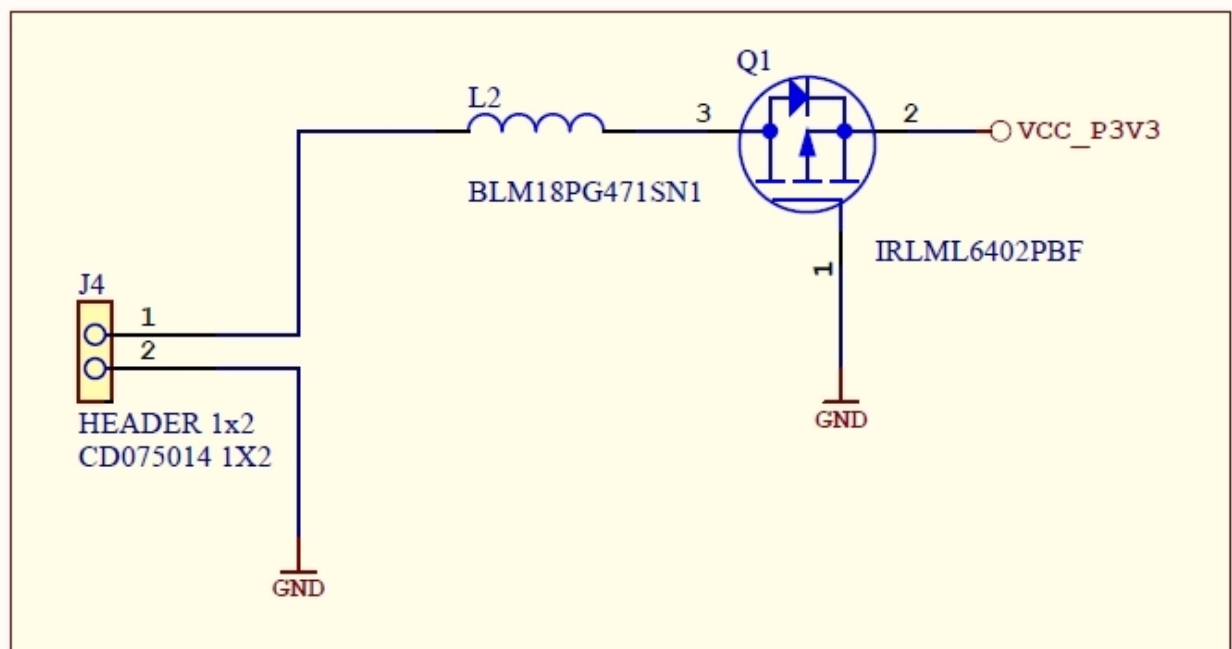 Q1
L2
3
2
VCC_P3V3
BLM18PG471SN1
IRLML6402PBF
1
J4
1
2
GND
HEADER 1x2
CD075014 1X2
GND